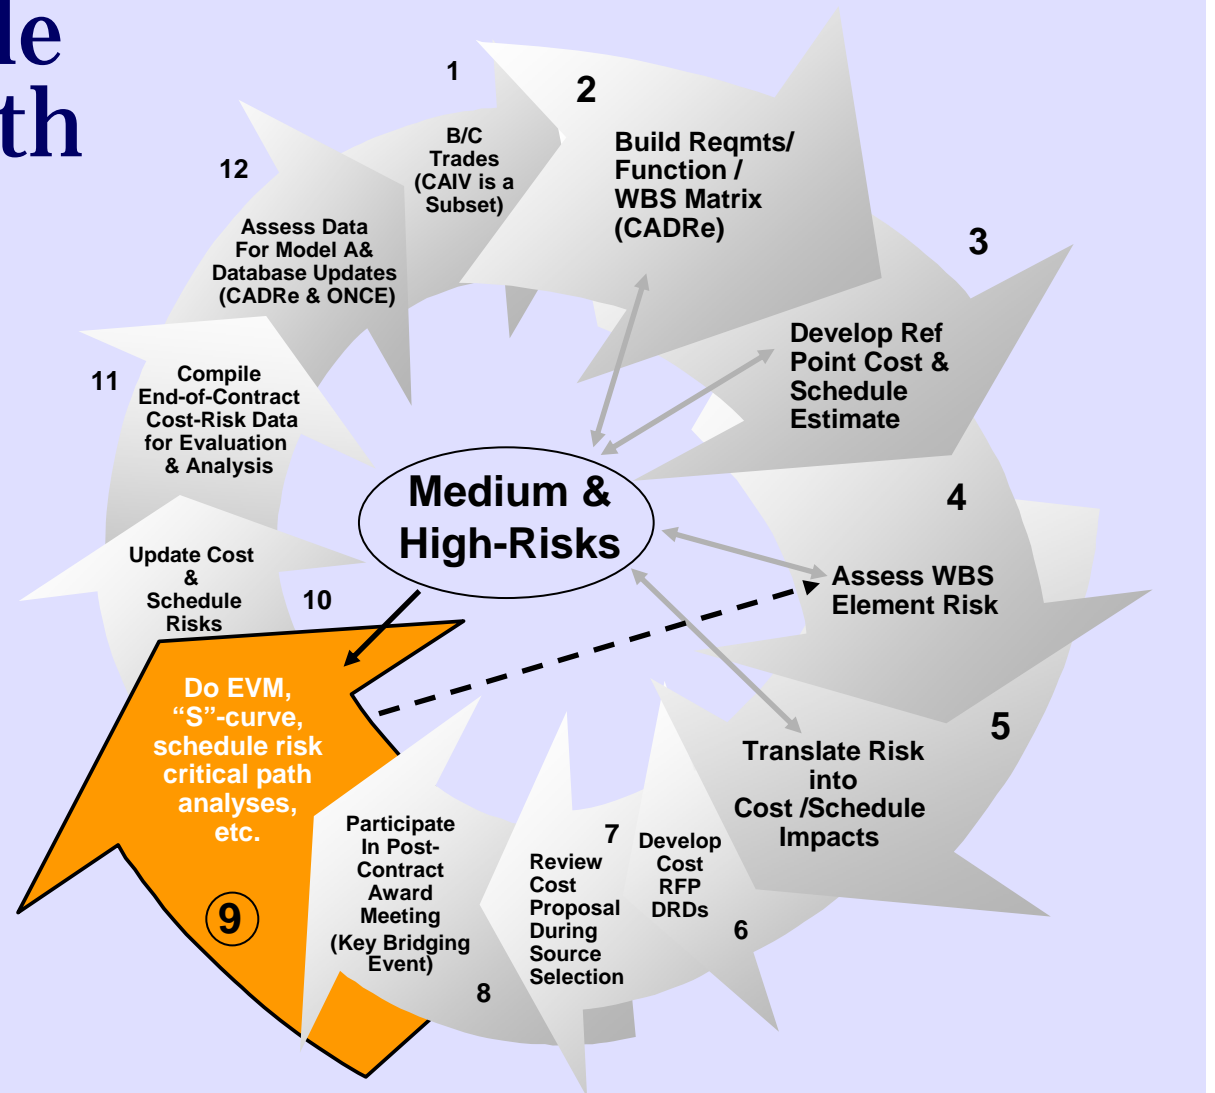 le
th
1
B/C
Trades
(CAIV is a
Subset)
2
Build Reqmts/
Function /
WBS Matrix
(CADRe)
3
Develop Ref
Point Cost &
Schedule
Estimate
4
Assess WBS
Element Risk
5
Translate Risk
into
Cost /Schedule
Impacts
6
Develop
Cost
RFP
DRDs
7
Review
Cost
Proposal
During
Source
Selection
8
Participate
In Post-
Contract
Award
Meeting
(Key Bridging
Event)
9
Do EVM,
“S”-curve,
schedule risk
critical path
analyses,
etc.
10
Update Cost
&
Schedule
Risks
11
Compile
End-of-Contract
Cost-Risk Data
for Evaluation
& Analysis
12
Assess Data
For Model A&
Database Updates
(CADRe & ONCE)
Medium &
High-Risks